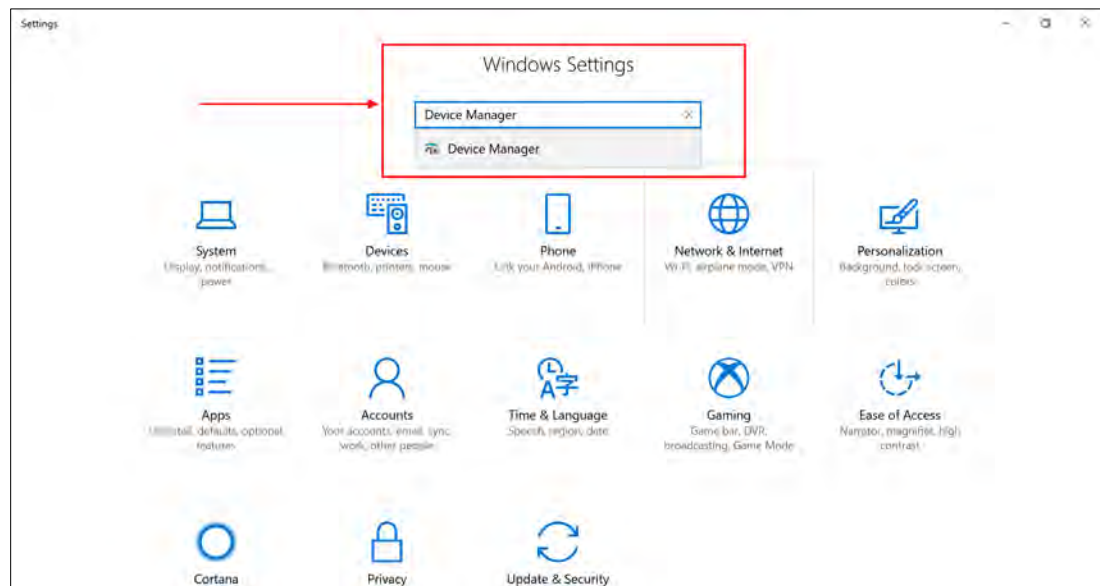 Settings
Windows Settings
Device Manager
Device Manager
System
Display, notifications,
power
Devices
Bluetooth, printers, mouse
Phone
Link your Android, iPhone
Network & Internet
Wi-Fi, airplane mode, VPN
Personalization
Background, lock screen,
colors
Apps
Uninstall, defaults, optional
features
Accounts
Your accounts, email, sync,
work, other people
Time & Language
Speech, region, date
Gaming
Game bar, DVR,
broadcasting, Game Mode
Ease of Access
Narrator, magnifier, high
contrast
Cortana
Privacy
Update & Security